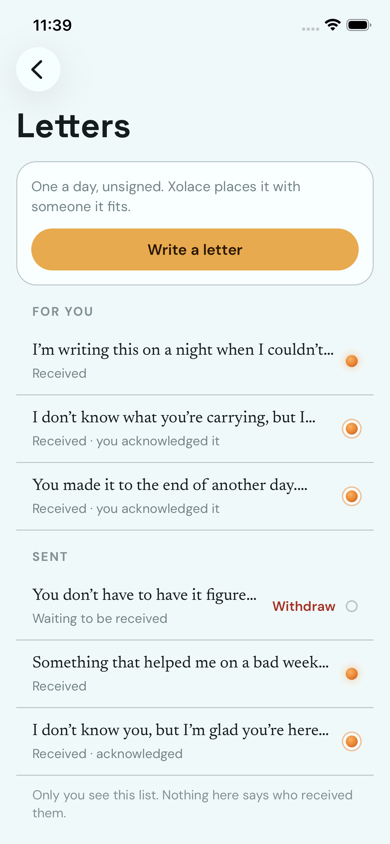 11:39
Letters
One a day, unsigned. Xolace places it with
someone it fits.
Write a letter
FOR YOU
I’m writing this on a night when I couldn’t…
Received
I don’t know what you’re carrying, but I…
Received · you acknowledged it
You made it to the end of another day.…
Received · you acknowledged it
SENT
You don’t have to have it figure…
Withdraw
Waiting to be received
Something that helped me on a bad week…
Received
I don’t know you, but I’m glad you’re here…
Received · acknowledged
Only you see this list. Nothing here says who received
them.